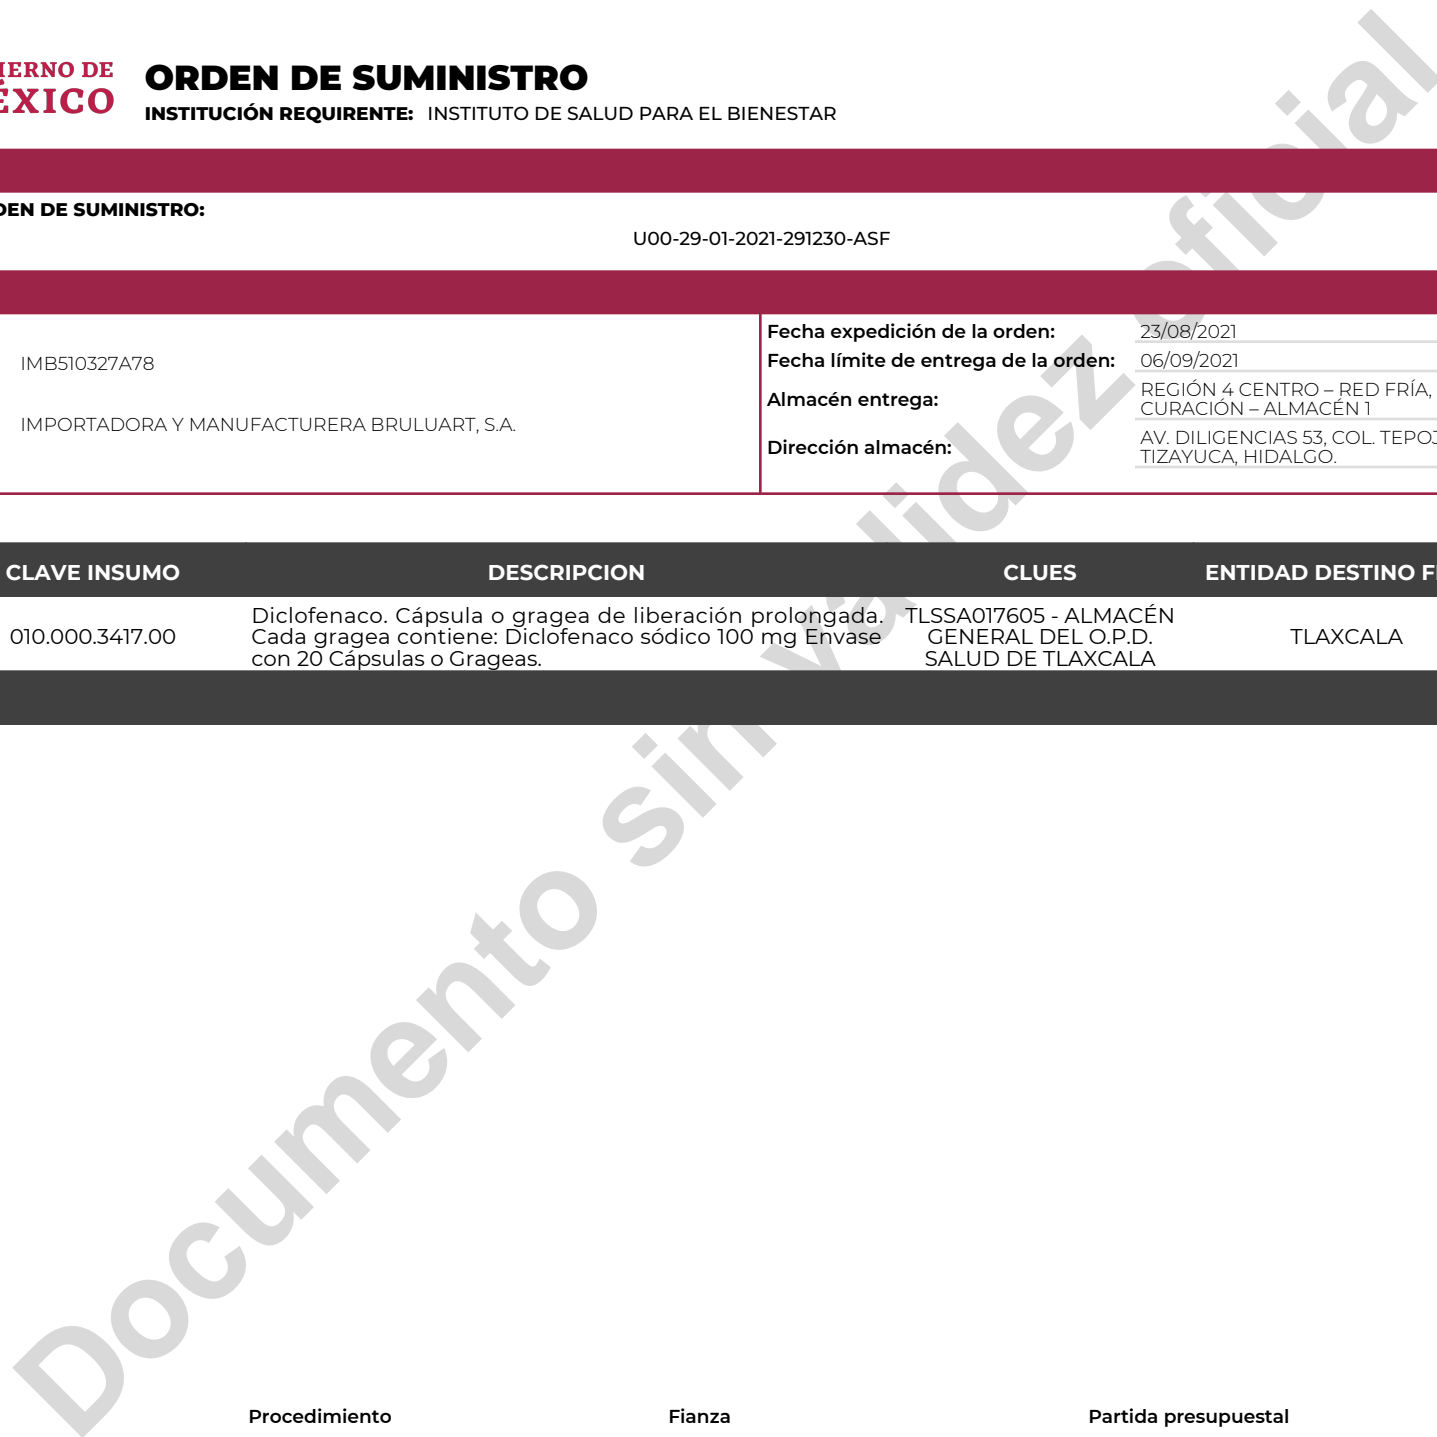 IERNO DE
ÉXICO
ORDEN DE SUMINISTRO
INSTITUCIÓN REQUIRENTE: INSTITUTO DE SALUD PARA EL BIENESTAR
DEN DE SUMINISTRO:
U00-29-01-2021-291230-ASF
IMB510327A78
IMPORTADORA Y MANUFACTURERA BRULUART, S.A.
Fecha expedición de la orden: 23/08/2021
Fecha límite de entrega de la orden: 06/09/2021
Almacén entrega: REGIÓN 4 CENTRO – RED FRÍA,
CURACIÓN – ALMACÉN 1
Dirección almacén: AV. DILIGENCIAS 53, COL. TEPOJ
TIZAYUCA, HIDALGO.
CLAVE INSUMO DESCRIPCION CLUES ENTIDAD DESTINO FI
010.000.3417.00
Diclofenaco. Cápsula o gragea de liberación prolongada.
Cada gragea contiene: Diclofenaco sódico 100 mg Envase
con 20 Cápsulas o Grageas.
TLSSA017605 - ALMACÉN
GENERAL DEL O.P.D.
SALUD DE TLAXCALA
TLAXCALA
Documento sin validez oficial
Procedimiento Fianza Partida presupuestal